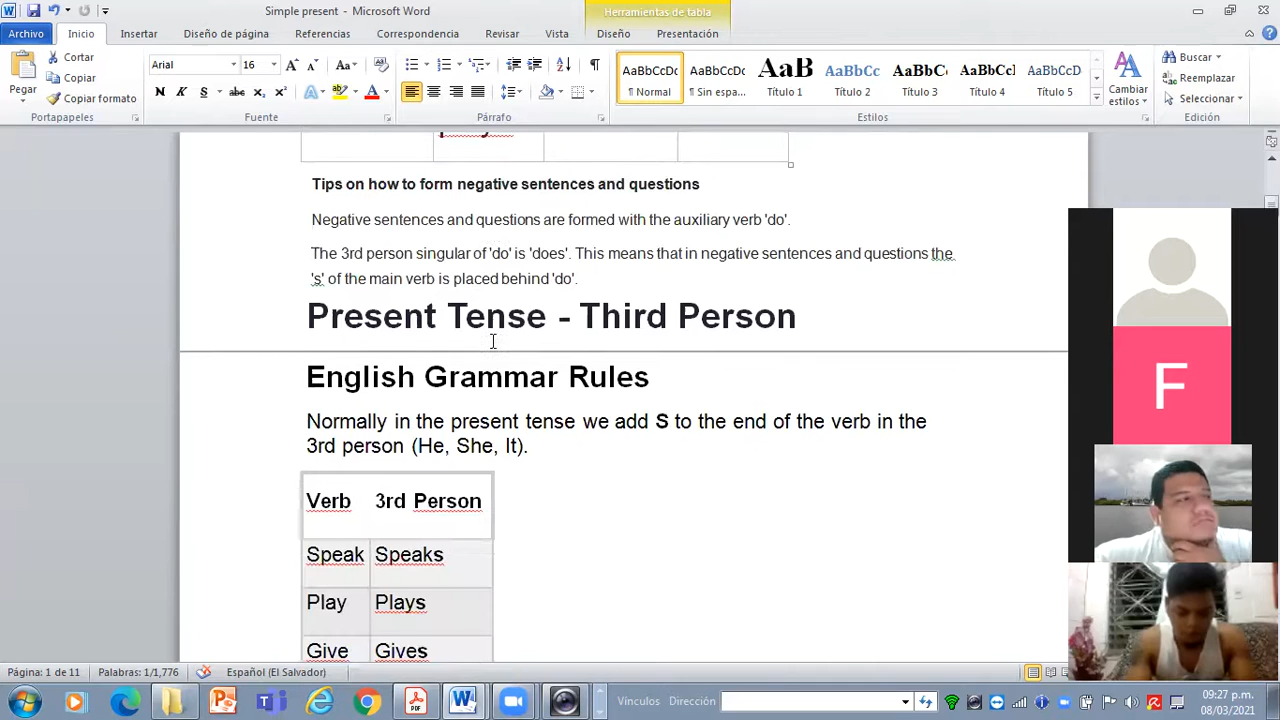 Simple present - Microsoft Word
Herramientas de tabla
Archivo Inicio Insertar Diseño de página Referencias Correspondencia Revisar Vista Diseño Presentación
Pegar
Cortar
Copiar
Copiar formato
Portapapeles
Arial 16
Fuente
Párrafo
AaBbCcDc AaBbCcDc AaB AaBbCc AaBbC AaBbCcI AaBbCcD
¶ Normal ¶ Sin espa... Título 1 Título 2 Título 3 Título 4 Título 5
Cambiar estilos
Estilos
Buscar
Reemplazar
Seleccionar
Edición
Tips on how to form negative sentences and questions
Negative sentences and questions are formed with the auxiliary verb 'do'.
The 3rd person singular of 'do' is 'does'. This means that in negative sentences and questions the
's' of the main verb is placed behind 'do'.
Present Tense - Third Person
English Grammar Rules
Normally in the present tense we add S to the end of the verb in the
3rd person (He, She, It).
Verb 3rd Person
Speak Speaks
Play Plays
Give Gives
F
Página: 1 de 11 Palabras: 1/1,776 Español (El Salvador)
Vínculos Dirección
09:27 p.m.
08/03/2021